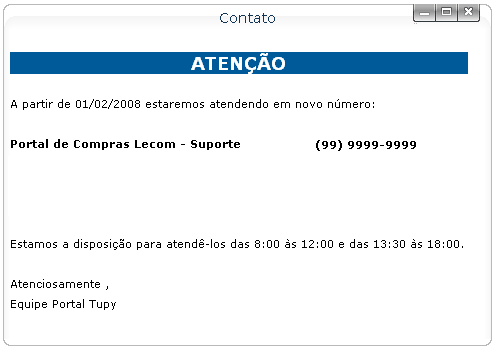 Contato
ATENÇÃO
A partir de 01/02/2008 estaremos atendendo em novo número:
Portal de Compras Lecom - Suporte (99) 9999-9999
Estamos a disposição para atendê-los das 8:00 às 12:00 e das 13:30 às 18:00.
Atenciosamente ,
Equipe Portal Tupy